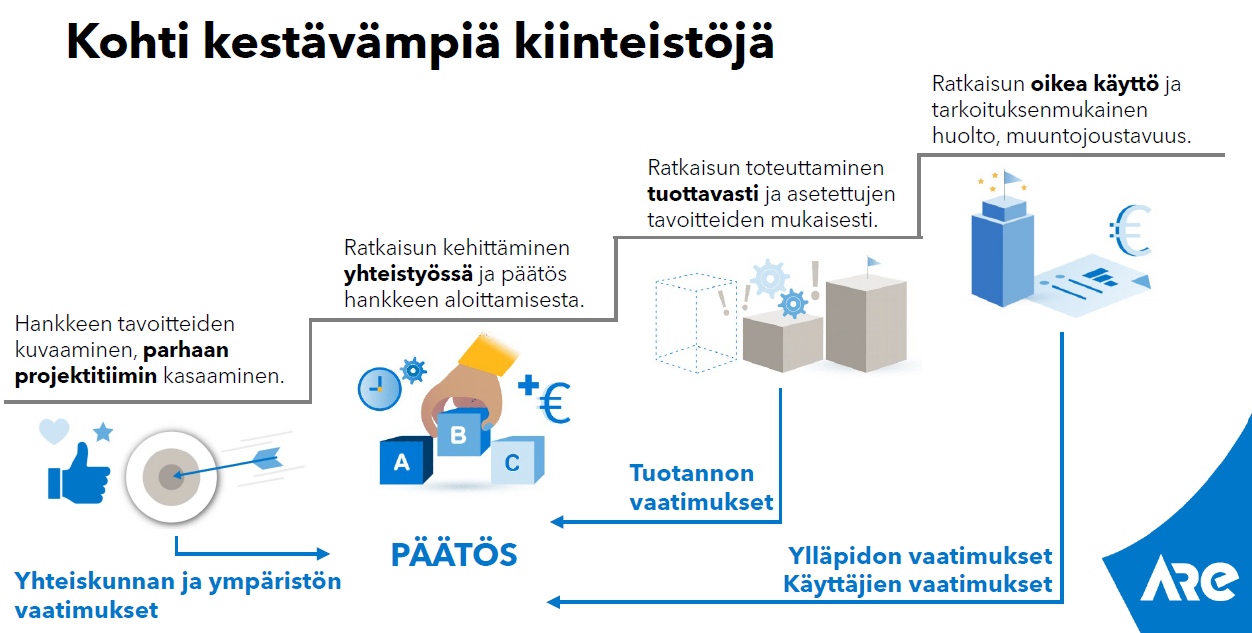 Kohti kestävämpiä kiinteistöjä
Ratkaisun oikea käyttö ja
tarkoituksenmukainen
huolto, muuntojoustavuus.
Ratkaisun toteuttaminen
tuottavasti ja asetettujen
tavoitteiden mukaisesti.
Ratkaisun kehittäminen
yhteistyössä ja päätös
hankkeen aloittamisesta.
Hankkeen tavoitteiden
kuvaaminen, parhaan
projektitiimin kasaaminen.
€
! ! !
+€
A B C
Tuotannon
vaatimukset
PÄÄTÖS
Ylläpidon vaatimukset
Käyttäjien vaatimukset
Yhteiskunnan ja ympäristön
vaatimukset
ARe